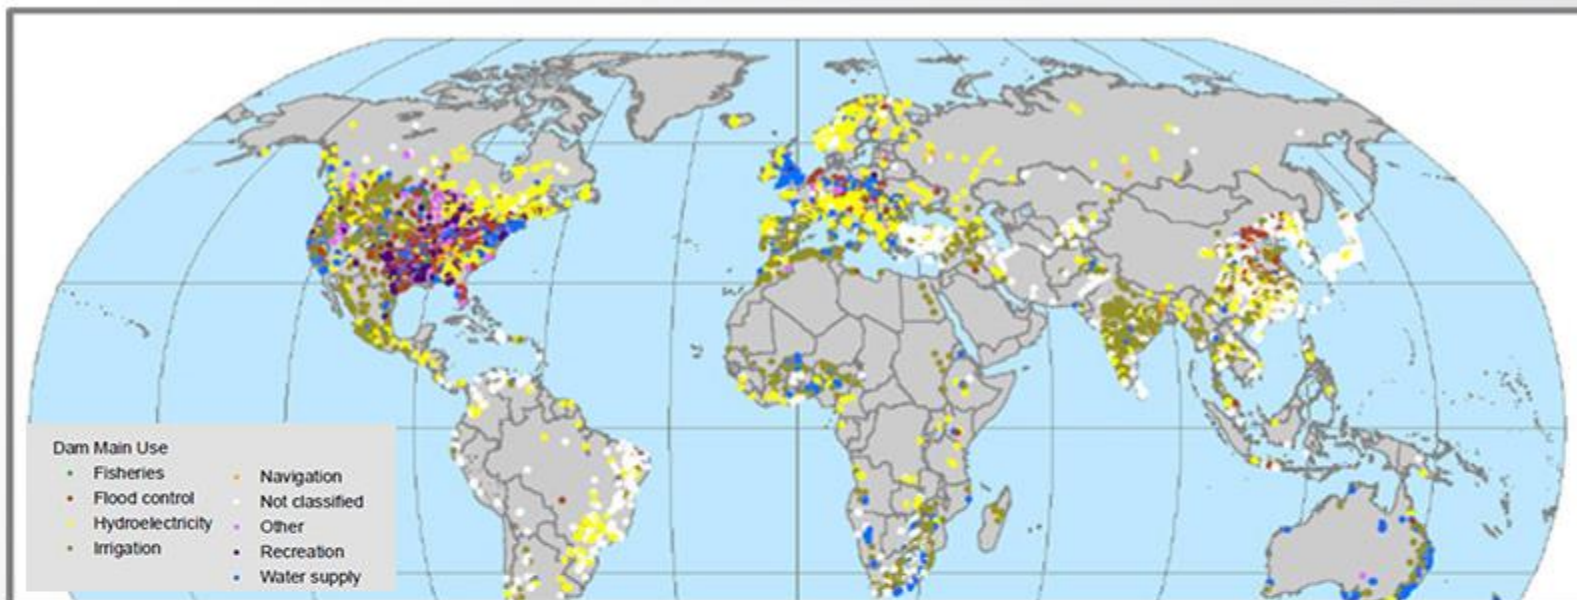 Dam Main Use
Fisheries
Flood control
Hydroelectricity
Irrigation
Navigation
Not classified
Other
Recreation
Water supply